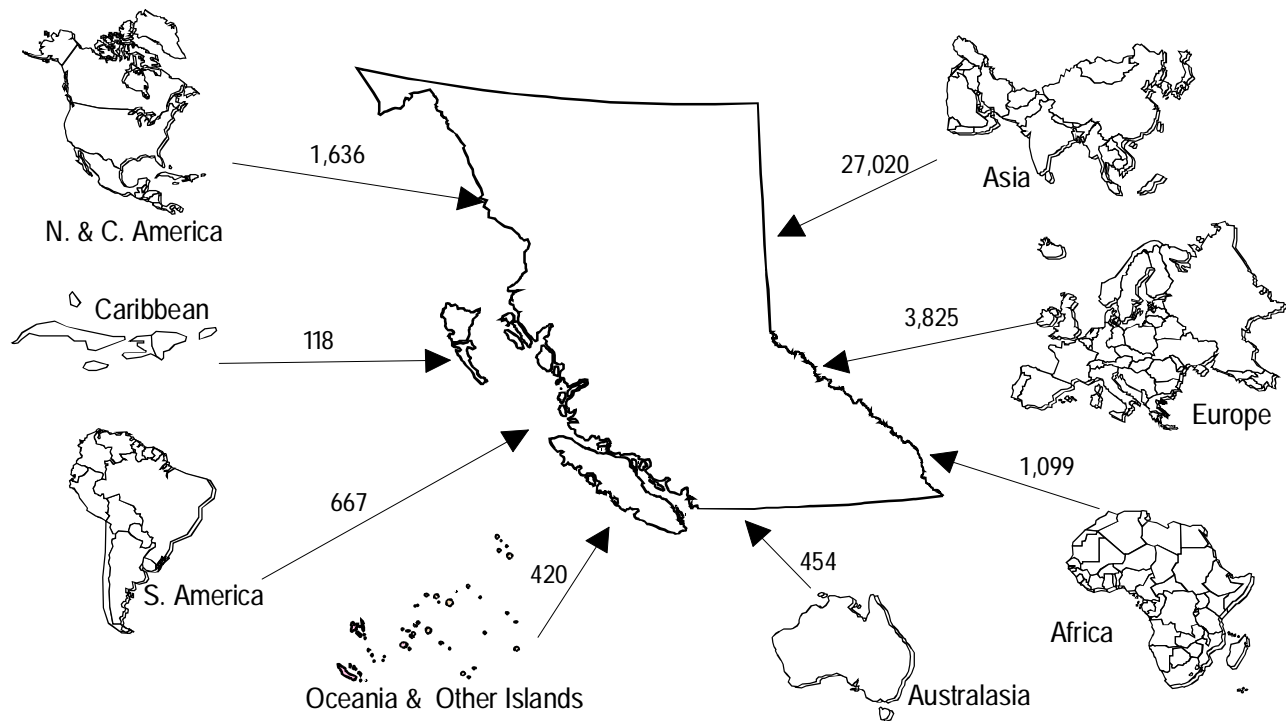 1,636
N. & C. America
Caribbean
118
667
S. America
420
Oceania & Other Islands
454
Australasia
27,020
Asia
3,825
Europe
1,099
Africa